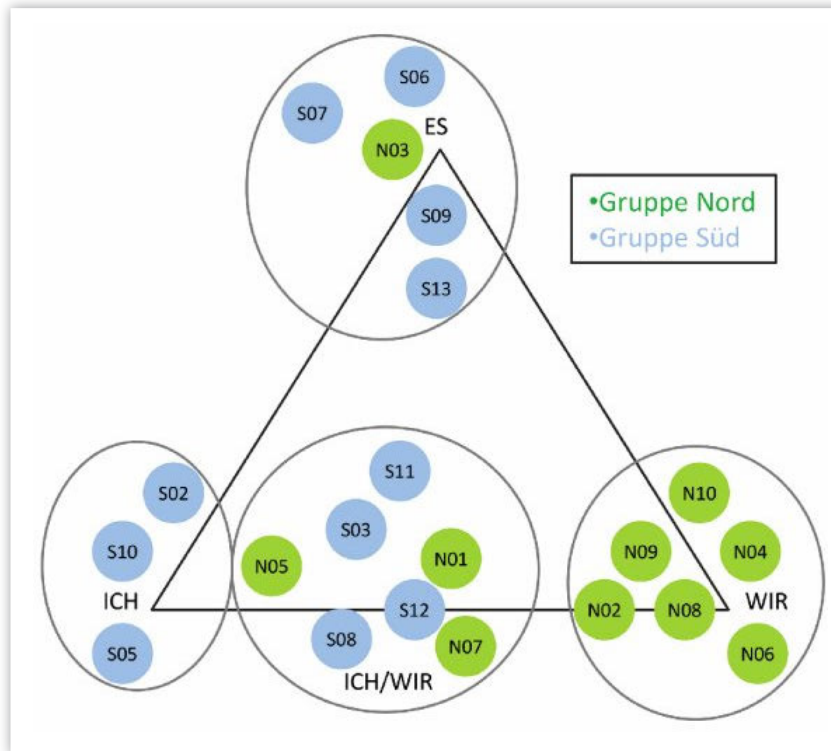 S06
S07
ES
N03
•Gruppe Nord
S09
•Gruppe Süd
S13
S11
S02
N10
S03
S10
N09
N04
N05
N01
ICH
S12
N02
N08
WIR
S08
S05
N07
N06
ICH/WIR